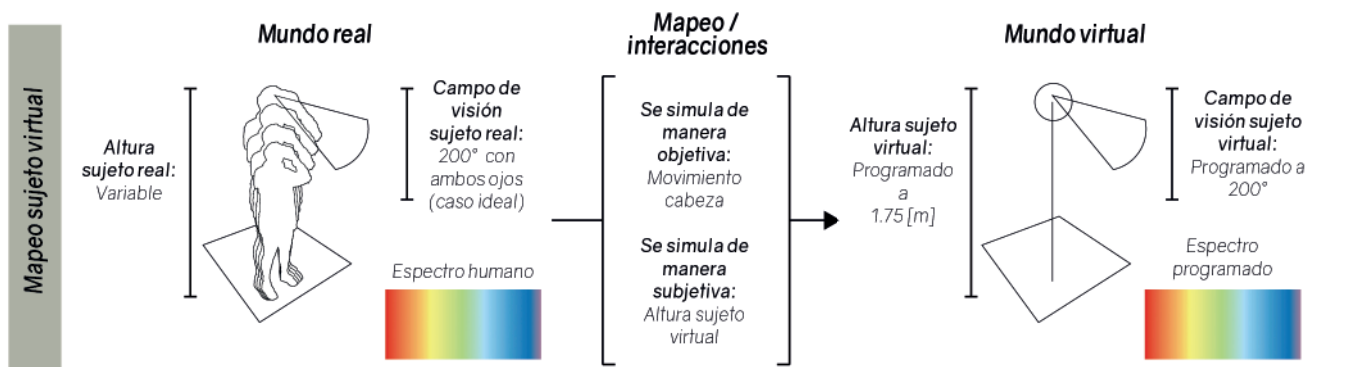 Mapeo sujeto virtual
Mundo real
Altura
sujeto real:
Variable
Campo de
visión
sujeto real:
200° con
ambos ojos
(caso ideal)
Espectro humano
Mapeo /
interacciones
Se simula de
manera
objetiva:
Movimiento
cabeza
Se simula de
manera
subjetiva:
Altura sujeto
virtual
Mundo virtual
Altura sujeto
virtual:
Programado
a
1.75 [m]
Campo de
visión sujeto
virtual:
Programado a
200°
Espectro
programado